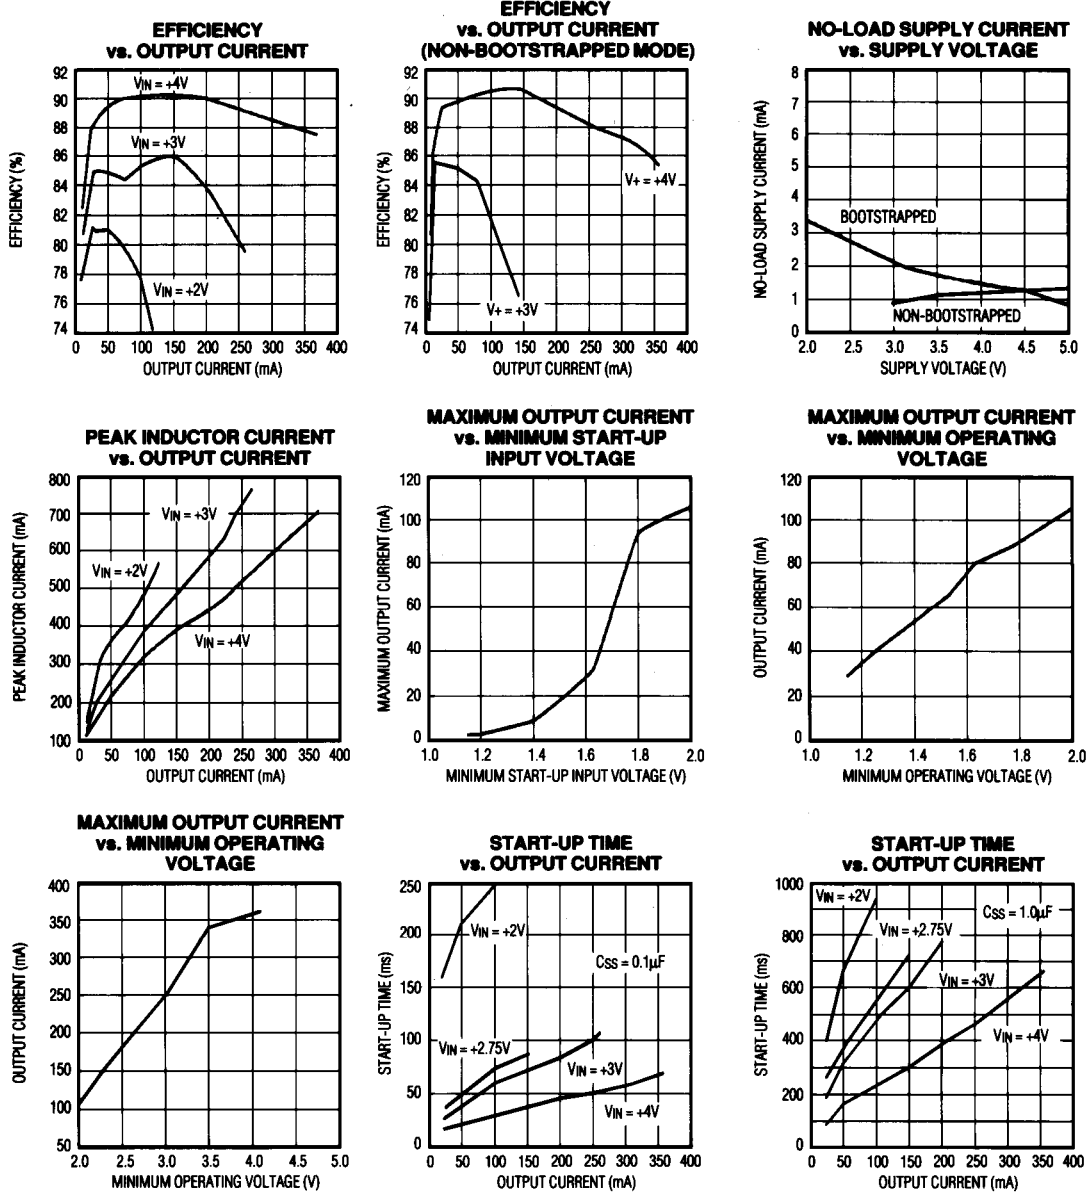 EFFICIENCY
vs. OUTPUT CURRENT
EFFICIENCY (%)
92
90
88
86
84
82
80
78
76
74
VIN = +4V
VIN = +3V
VIN = +2V
0 50 100 150 200 250 300 350 400
OUTPUT CURRENT (mA)
EFFICIENCY
vs. OUTPUT CURRENT
(NON-BOOTSTRAPPED MODE)
EFFICIENCY (%)
92
90
88
86
84
82
80
78
76
74
V+ = +4V
V+ = +3V
0 50 100 150 200 250 300 350 400
OUTPUT CURRENT (mA)
NO-LOAD SUPPLY CURRENT
vs. SUPPLY VOLTAGE
NO-LOAD SUPPLY CURRENT (mA)
8
7
6
5
4
3
2
1
0
BOOTSTRAPPED
NON-BOOTSTRAPPED
2.0 2.5 3.0 3.5 4.0 4.5 5.0
SUPPLY VOLTAGE (V)
PEAK INDUCTOR CURRENT
vs. OUTPUT CURRENT
PEAK INDUCTOR CURRENT (mA)
800
700
600
500
400
300
200
100
VIN = +3V
VIN = +2V
VIN = +4V
0 50 100 150 200 250 300 350 400
OUTPUT CURRENT (mA)
MAXIMUM OUTPUT CURRENT
vs. MINIMUM START-UP
INPUT VOLTAGE
MAXIMUM OUTPUT CURRENT (mA)
120
100
80
60
40
20
0
1.0 1.2 1.4 1.6 1.8 2.0
MINIMUM START-UP INPUT VOLTAGE (V)
MAXIMUM OUTPUT CURRENT
vs. MINIMUM OPERATING
VOLTAGE
OUTPUT CURRENT (mA)
120
100
80
60
40
20
0
1.0 1.2 1.4 1.6 1.8 2.0
MINIMUM OPERATING VOLTAGE (V)
MAXIMUM OUTPUT CURRENT
vs. MINIMUM OPERATING
VOLTAGE
OUTPUT CURRENT (mA)
400
350
300
250
200
150
100
50
2.0 2.5 3.0 3.5 4.0 4.5 5.0
MINIMUM OPERATING VOLTAGE (V)
START-UP TIME
vs. OUTPUT CURRENT
START-UP TIME (ms)
250
200
150
100
50
0
VIN = +2V
CSS = 0.1µF
VIN = +2.75V
VIN = +3V
VIN = +4V
0 50 100 150 200 250 300 350 400
OUTPUT CURRENT (mA)
START-UP TIME
vs. OUTPUT CURRENT
START-UP TIME (ms)
1000
800
600
400
200
0
VIN = +2V
CSS = 1.0µF
VIN = +2.75V
VIN = +3V
VIN = +4V
0 50 100 150 200 250 300 350 400
OUTPUT CURRENT (mA)